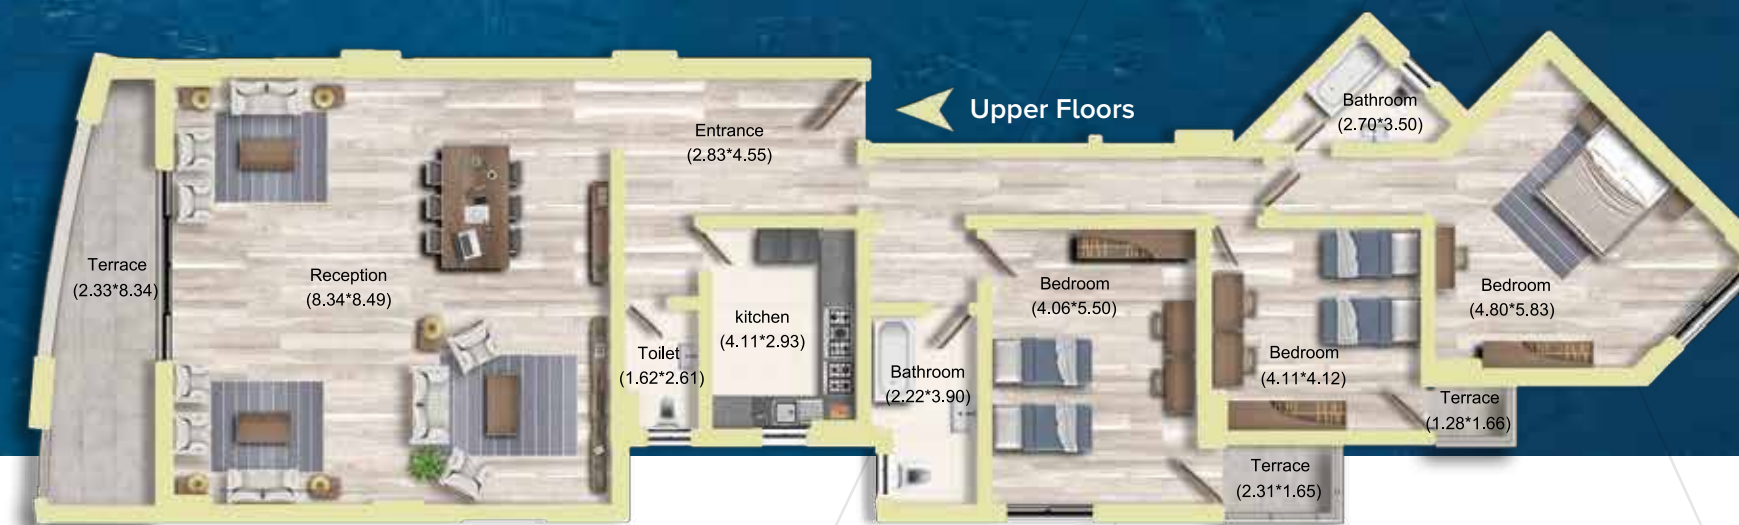 Upper Floors
Bathroom
(2.70*3.50)
Entrance
(2.83*4.55)
Terrace
(2.33*8.34)
Reception
(8.34*8.49)
Bedroom
(4.06*5.50)
Bedroom
(4.80*5.83)
kitchen
(4.11*2.93)
Toilet
(1.62*2.61)
Bathroom
(2.22*3.90)
Bedroom
(4.11*4.12)
Terrace
(1.28*1.66)
Terrace
(2.31*1.65)